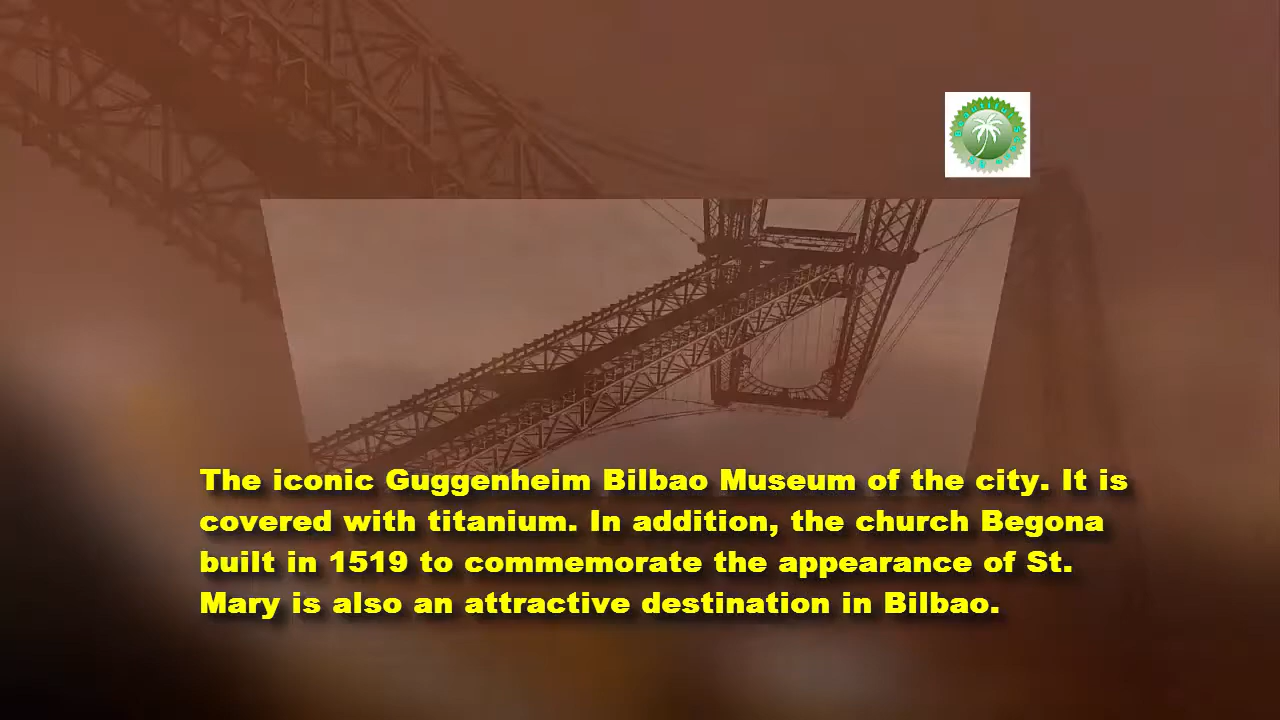 The iconic Guggenheim Bilbao Museum of the city. It is
covered with titanium. In addition, the church Begona
built in 1519 to commemorate the appearance of St.
Mary is also an attractive destination in Bilbao.